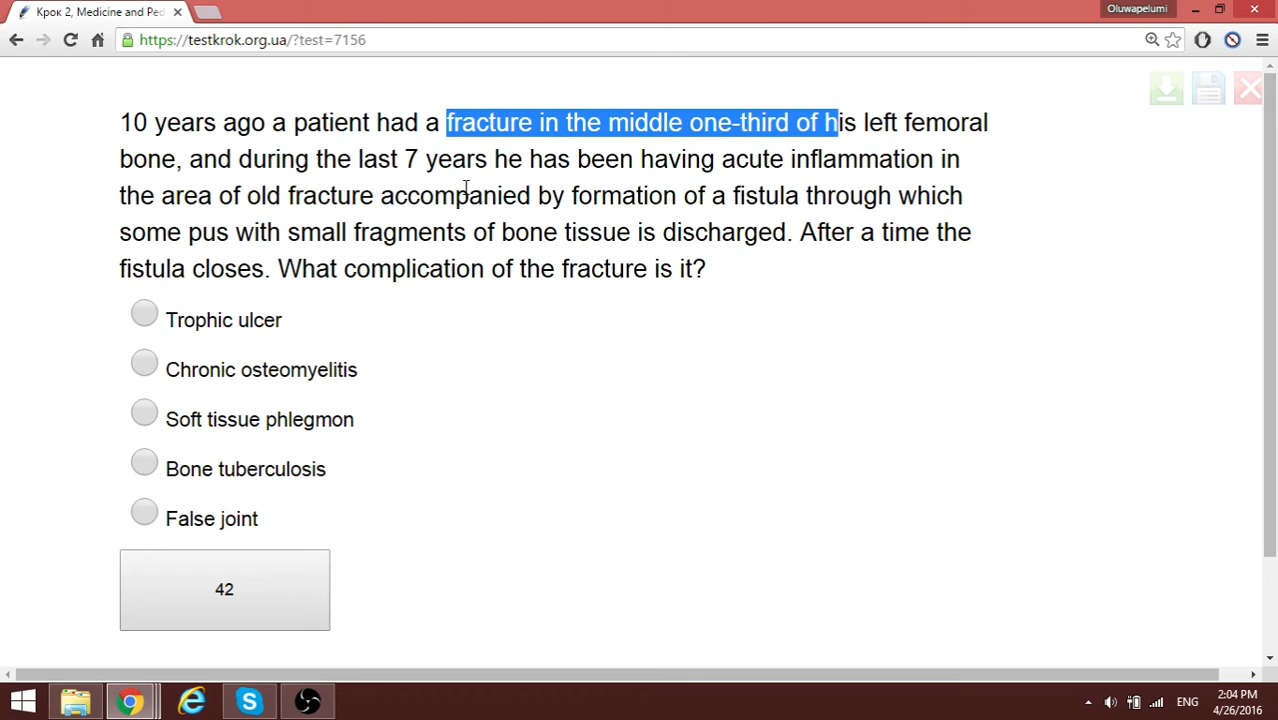 Крок 2, Medicine and Ped
Oluwapelumi
https://testkrok.org.ua/?test=7156
10 years ago a patient had a fracture in the middle one-third of his left femoral
bone, and during the last 7 years he has been having acute inflammation in
the area of old fracture accompanied by formation of a fistula through which
some pus with small fragments of bone tissue is discharged. After a time the
fistula closes. What complication of the fracture is it?
Trophic ulcer
Chronic osteomyelitis
Soft tissue phlegmon
Bone tuberculosis
False joint
42
ENG
2:04 PM
4/26/2016